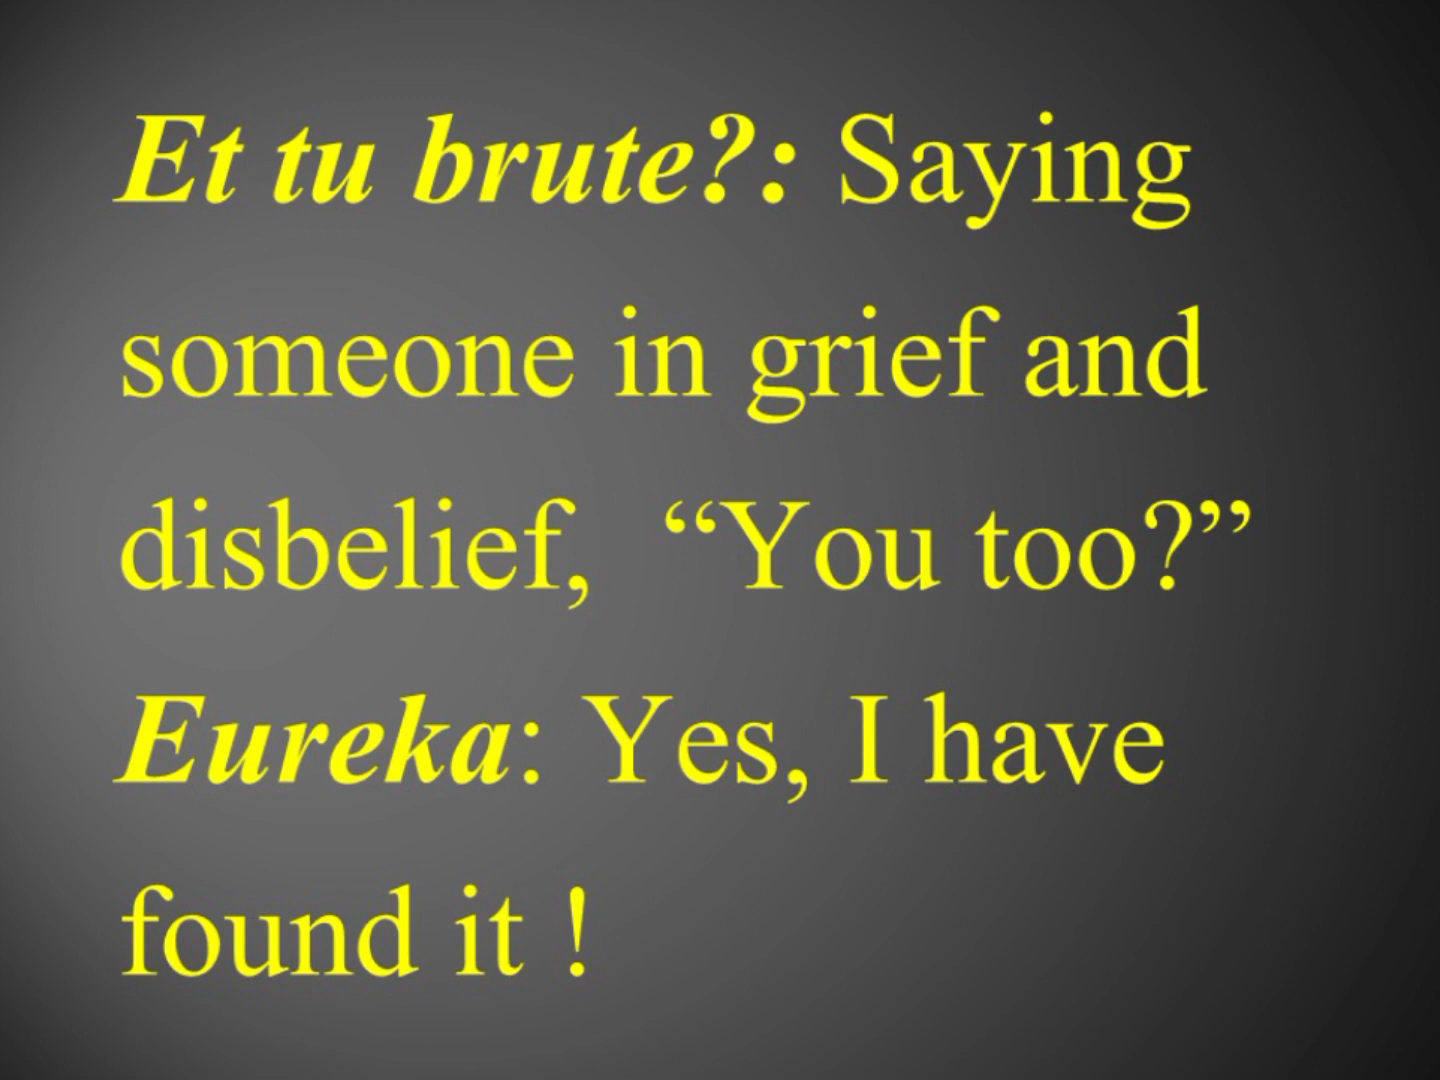 Et tu brute?: Saying
someone in grief and
disbelief,  “You too?”
Eureka: Yes, I have
found it !